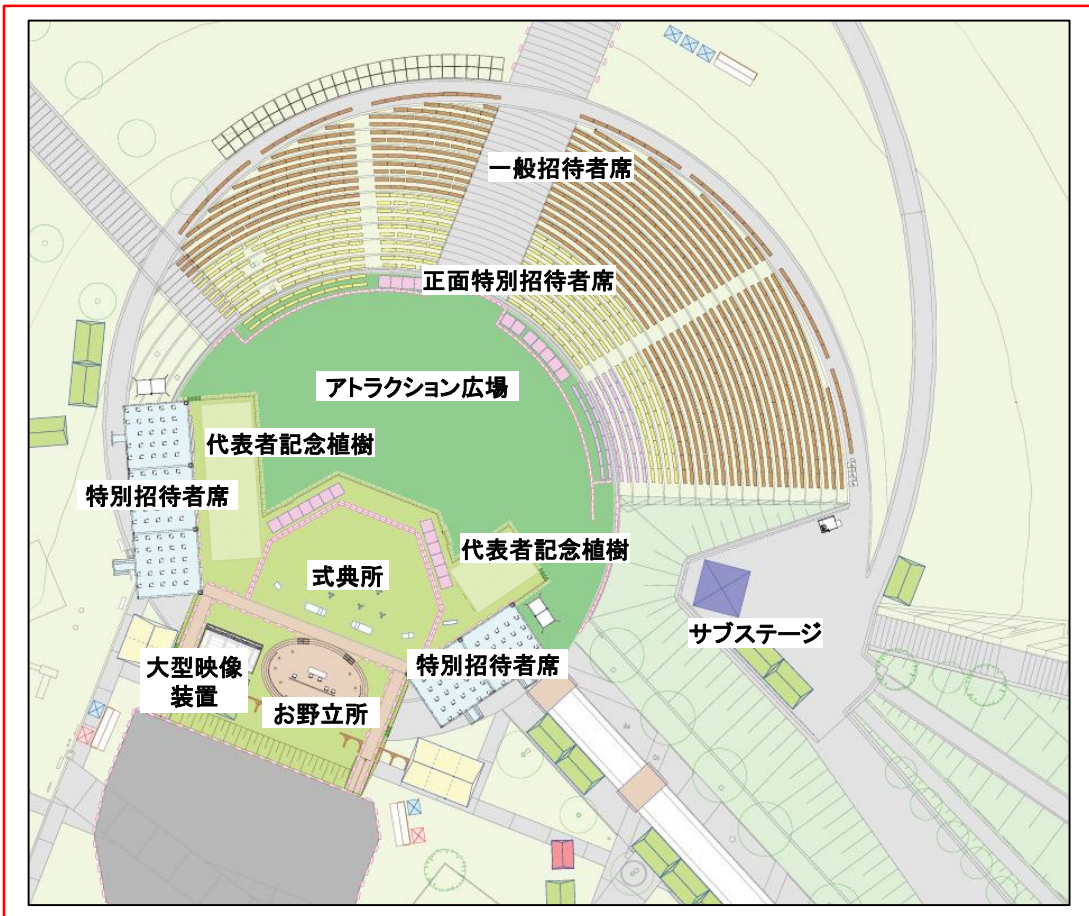 一般招待者席
正面特別招待者席
アトラクション広場
代表者記念植樹
特別招待者席
代表者記念植樹
式典所
サブステージ
特別招待者席
大型映像
装置
お野立所